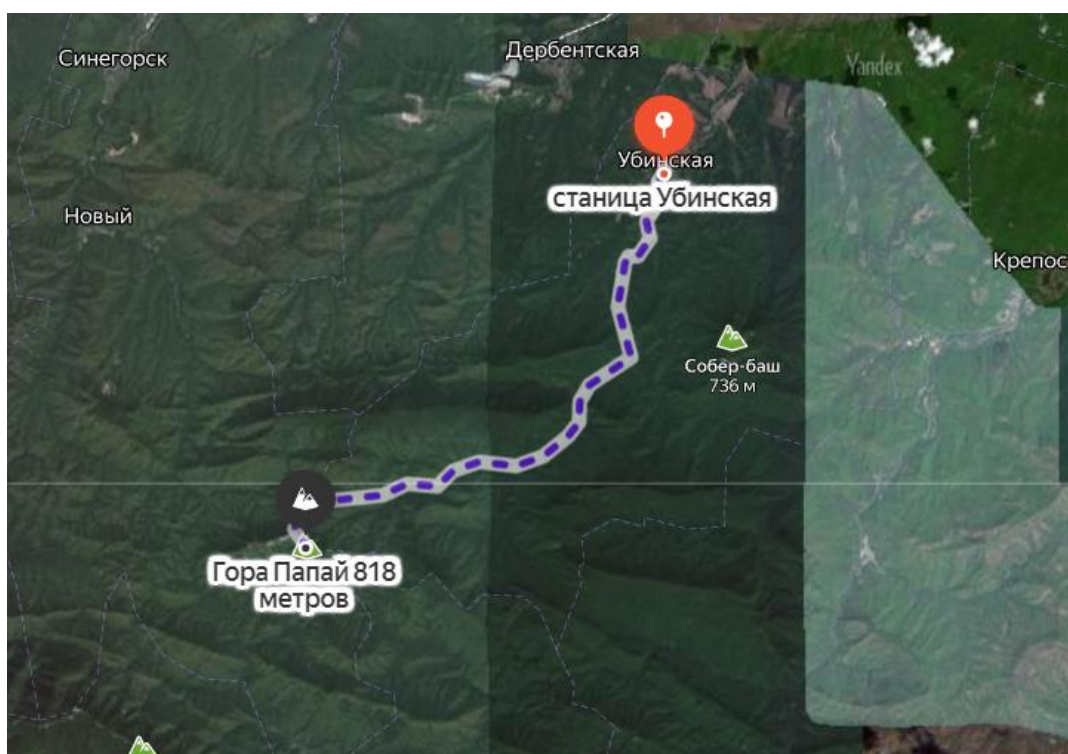 Синегорск
Дербентская
Yandex
Убинская
станица Убинская
Новый
Крепос
Собер-баш
736 м
Гора Папай 818
метров